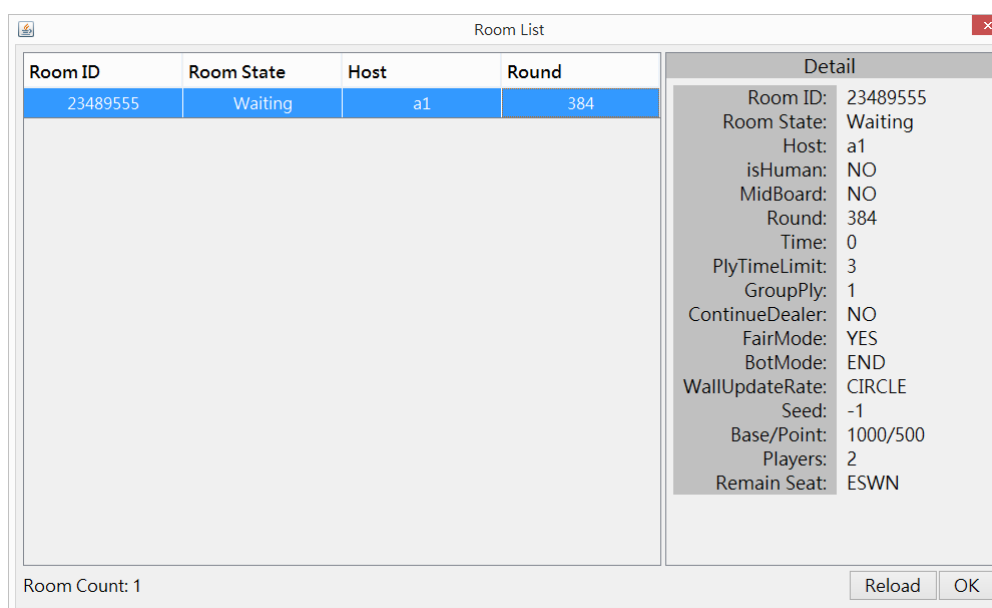 Room List
Room ID Room State Host Round
23489555 Waiting a1 384
Detail
Room ID: 23489555
Room State: Waiting
Host: a1
isHuman: NO
MidBoard: NO
Round: 384
Time: 0
PlyTimeLimit: 3
GroupPly: 1
ContinueDealer: NO
FairMode: YES
BotMode: END
WallUpdateRate: CIRCLE
Seed: -1
Base/Point: 1000/500
Players: 2
Remain Seat: ESWN
Room Count: 1
Reload OK